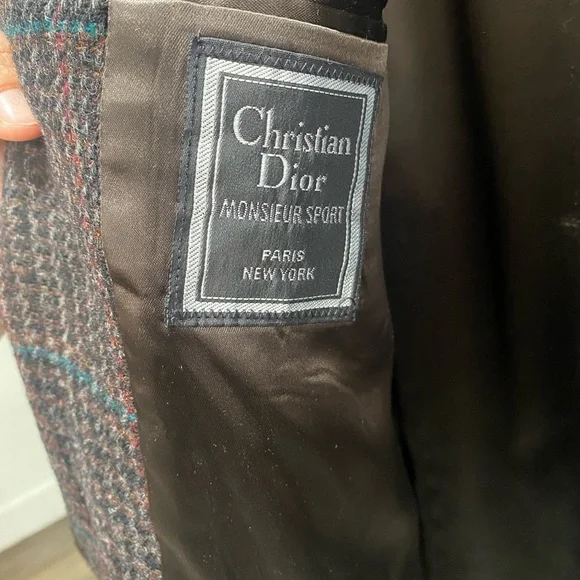 Christian
Dior
MONSIEUR SPORT
PARIS
NEW YORK